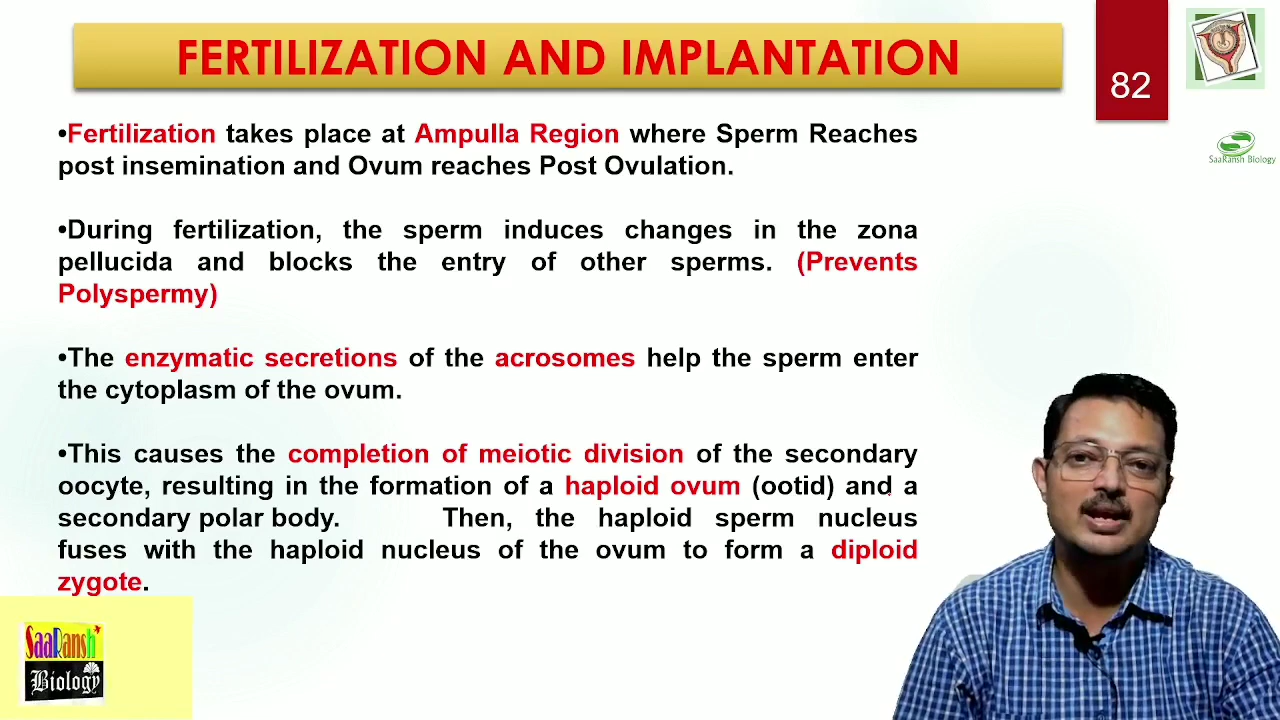 FERTILIZATION AND IMPLANTATION
82
SaaRansh Biology
•Fertilization takes place at Ampulla Region where Sperm Reaches
post insemination and Ovum reaches Post Ovulation.
•During fertilization, the sperm induces changes in the zona
pellucida and blocks the entry of other sperms. (Prevents
Polyspermy)
•The enzymatic secretions of the acrosomes help the sperm enter
the cytoplasm of the ovum.
•This causes the completion of meiotic division of the secondary
oocyte, resulting in the formation of a haploid ovum (ootid) and a
secondary polar body. Then, the haploid sperm nucleus
fuses with the haploid nucleus of the ovum to form a diploid
zygote.
SaaRansh
Biology